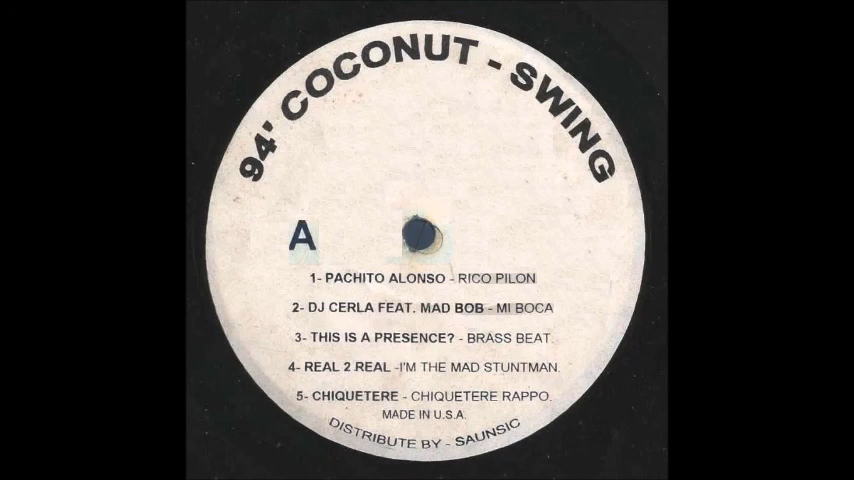 94' COCONUT - SWING
A
1- PACHITO ALONSO - RICO PILON
2- DJ CERLA FEAT. MAD BOB - MI BOCA
3- THIS IS A PRESENCE? - BRASS BEAT.
4- REAL 2 REAL -I'M THE MAD STUNTMAN.
5- CHIQUETERE - CHIQUETERE RAPPO.
MADE IN U.S.A.
DISTRIBUTE BY - SAUNSIC